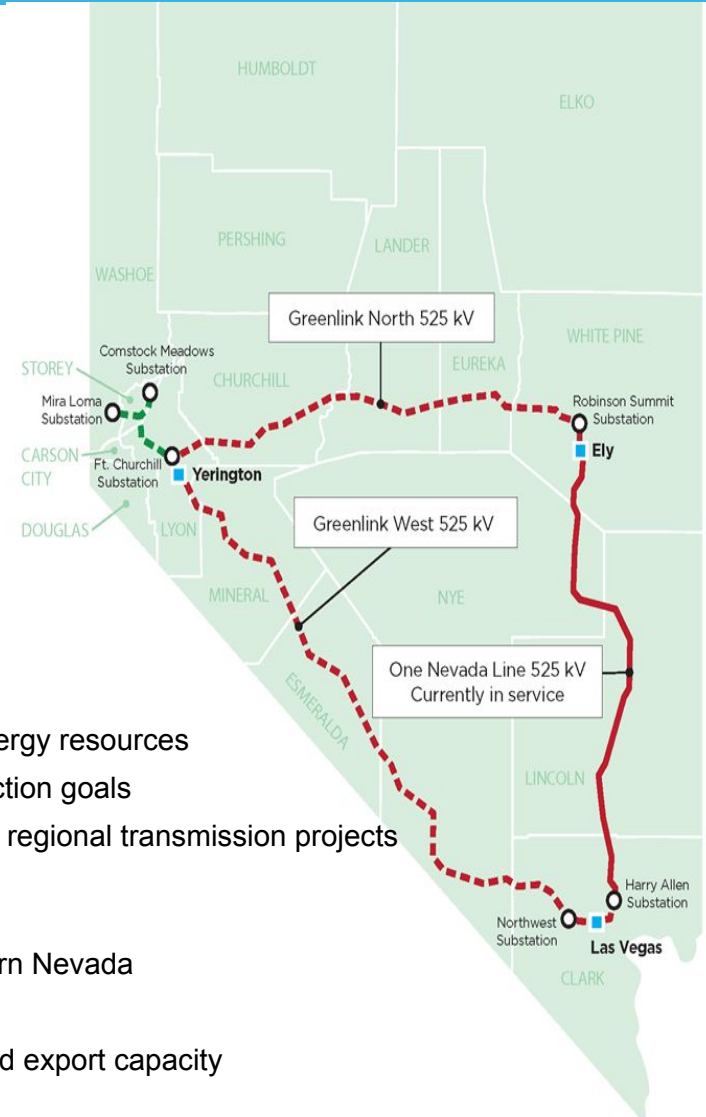 HUMBOLDT
ELKO
PERSHING
LANDER
WASHOE
Greenlink North 525 kV
WHITE PINE
Comstock Meadows
Substation
EUREKA
STOREY
CHURCHILL
Mira Loma
Substation
Robinson Summit
Substation
CARSON
CITY
Ft. Churchill
Substation
Yerington
Ely
Greenlink West 525 kV
DOUGLAS
LYON
MINERAL
NYE
One Nevada Line 525 kV
Currently in service
ESMERALDA
ergy resources
LINCOLN
ction goals
regional transmission projects
Harry Allen
Substation
Northwest
Substation
Las Vegas
rn Nevada
CLARK
d export capacity